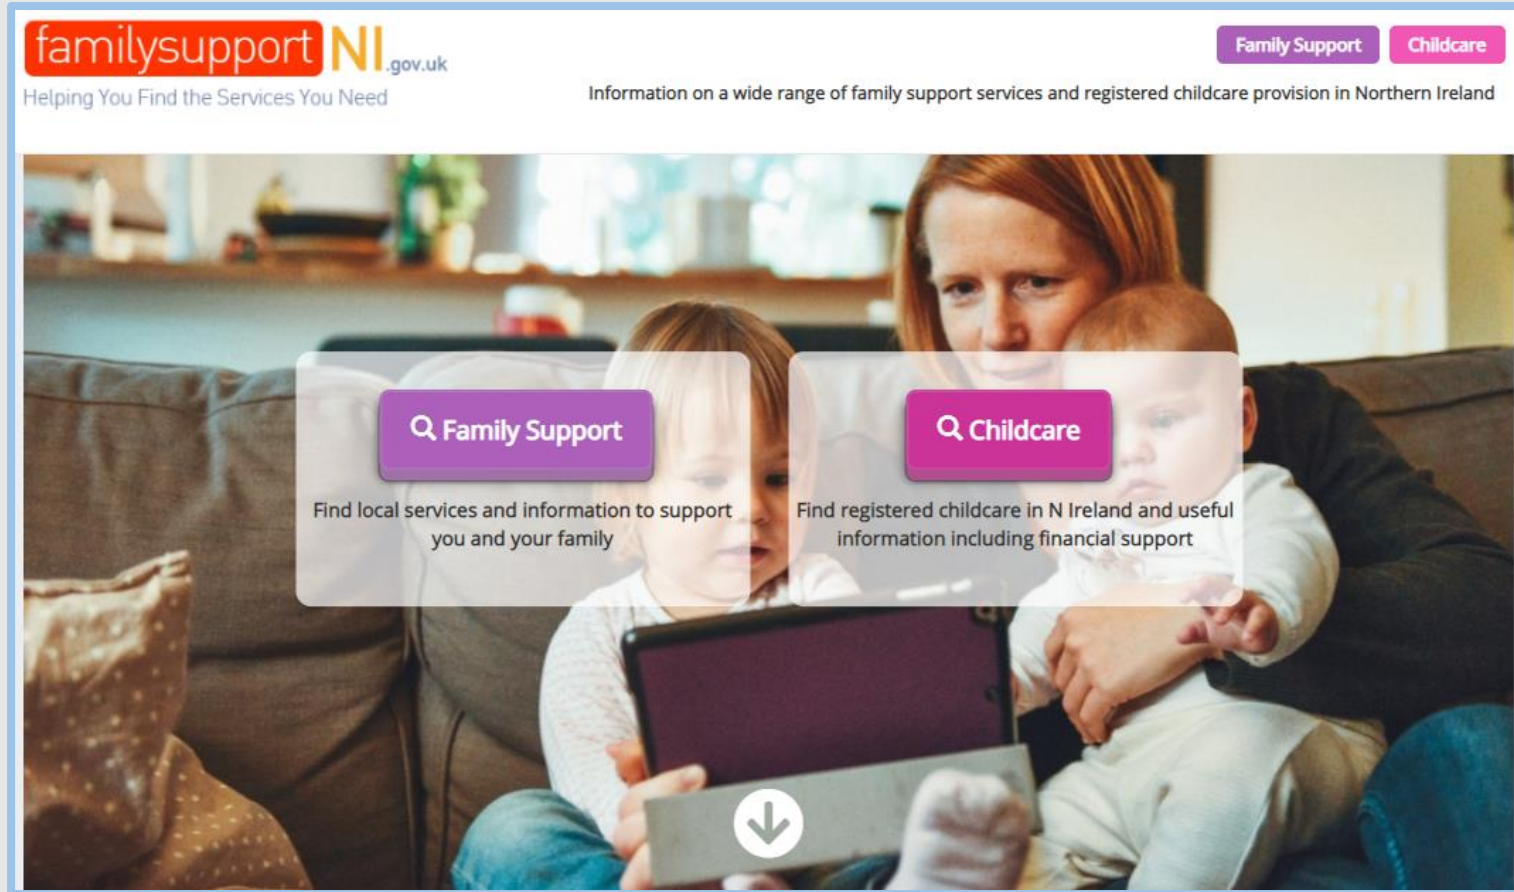 familysupport NI.gov.uk
Helping You Find the Services You Need
Family Support
Childcare
Information on a wide range of family support services and registered childcare provision in Northern Ireland
Family Support
Find local services and information to support
you and your family
Childcare
Find registered childcare in N Ireland and useful
information including financial support